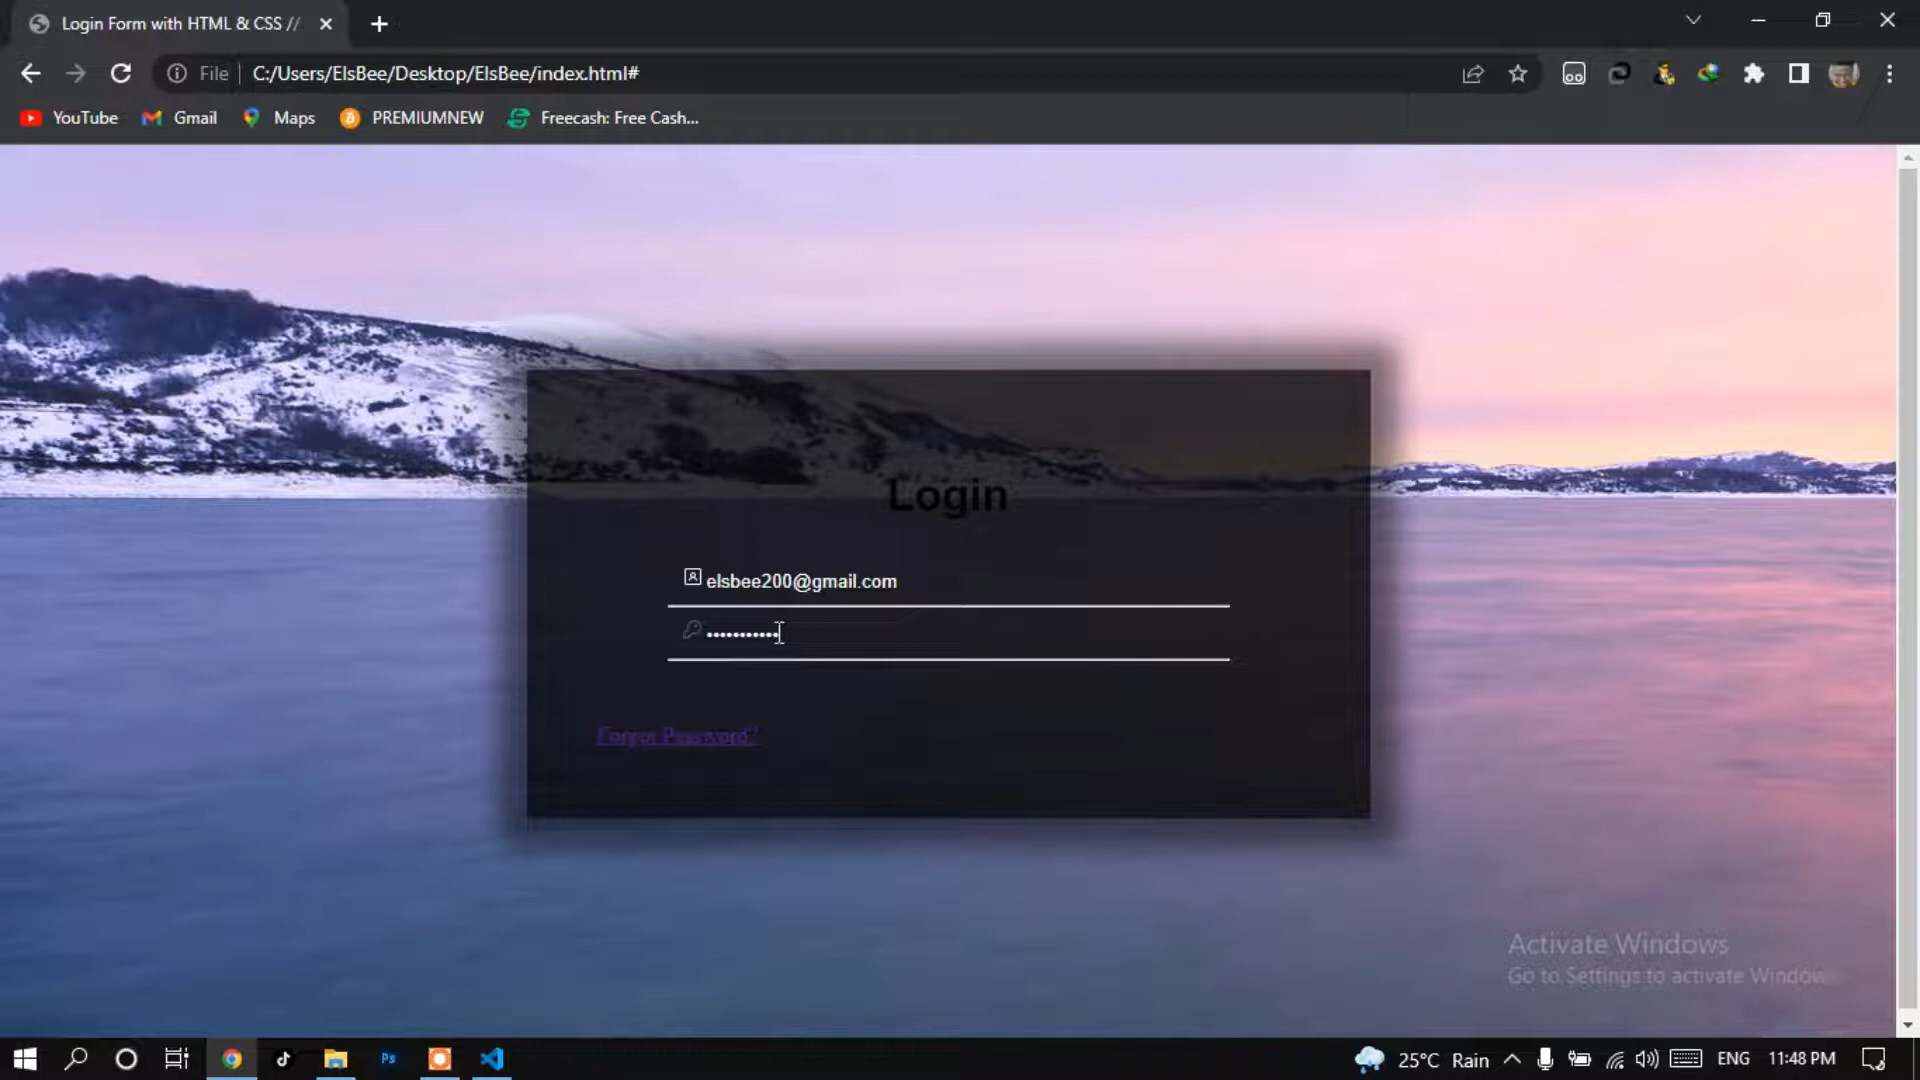 Login Form with HTML & CSS //
File C:/Users/ElsBee/Desktop/ElsBee/index.html#
YouTube Gmail Maps PREMIUMNEW Freecash: Free Cash...
Login
elsbee200@gmail.com
•••••••••••
Forgot Password?
Activate Windows
Go to Settings to activate Windows
Ps 25°C Rain ENG 11:48 PM